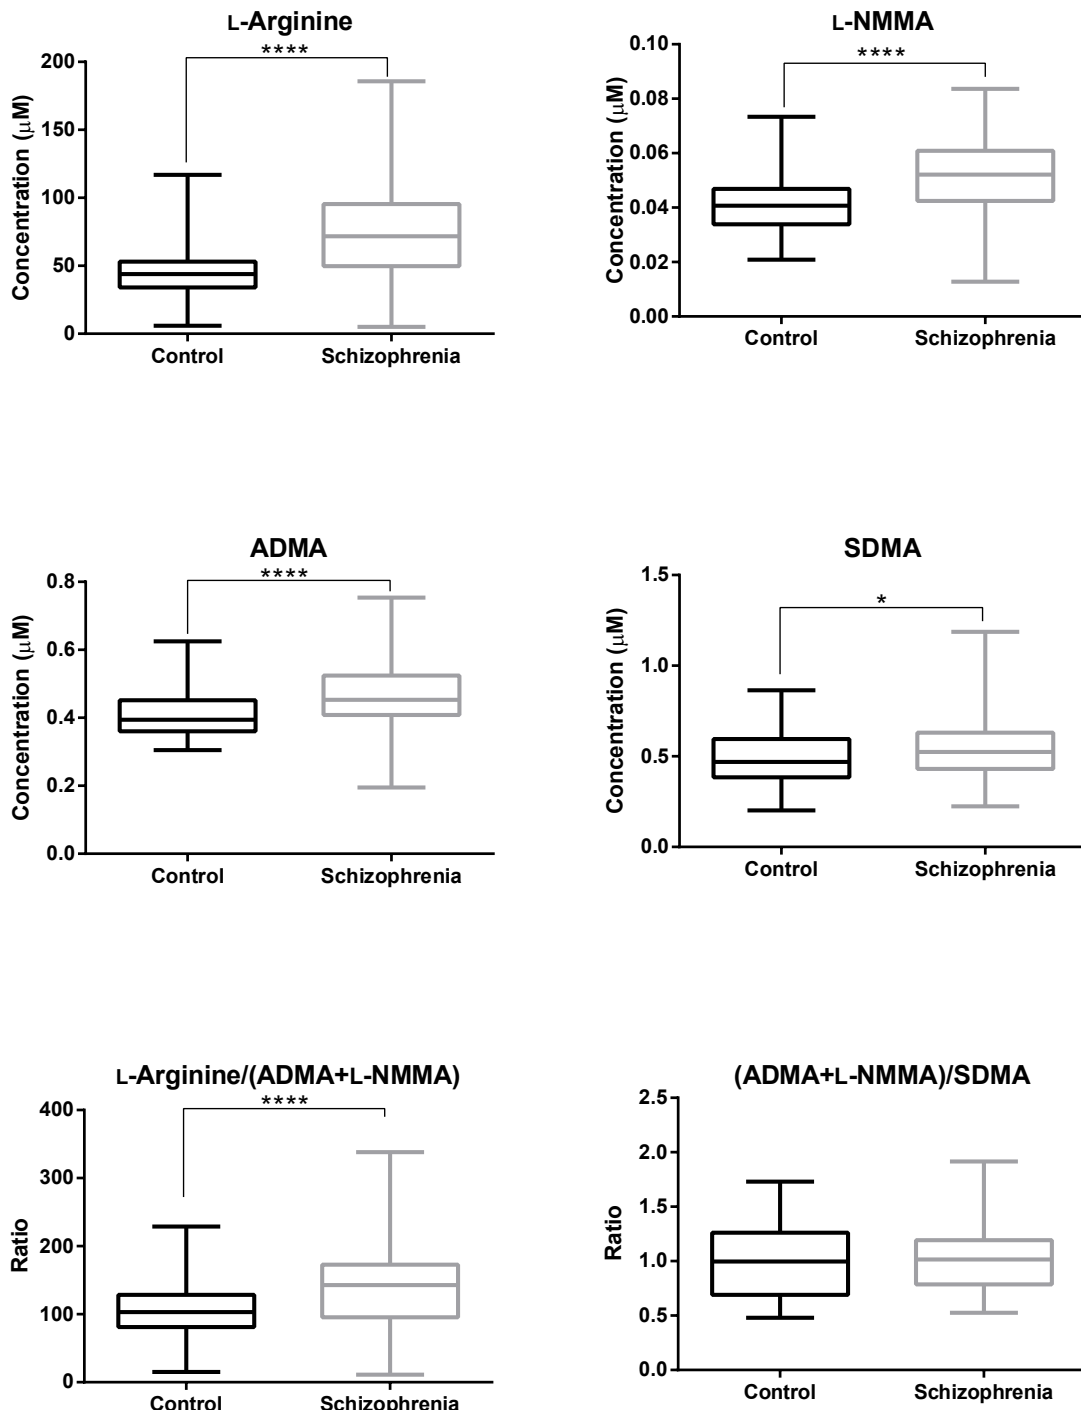 L-Arginine
****
200
150
100
50
0
Concentration (μM)
Control Schizophrenia
L-NMMA
****
0.10
0.08
0.06
0.04
0.02
0.00
Concentration (μM)
Control Schizophrenia
ADMA
****
0.8
0.6
0.4
0.2
0.0
Concentration (μM)
Control Schizophrenia
SDMA
*
1.5
1.0
0.5
0.0
Concentration (μM)
Control Schizophrenia
L-Arginine/(ADMA+L-NMMA)
****
400
300
200
100
0
Ratio
Control Schizophrenia
(ADMA+L-NMMA)/SDMA
2.5
2.0
1.5
1.0
0.5
0.0
Ratio
Control Schizophrenia